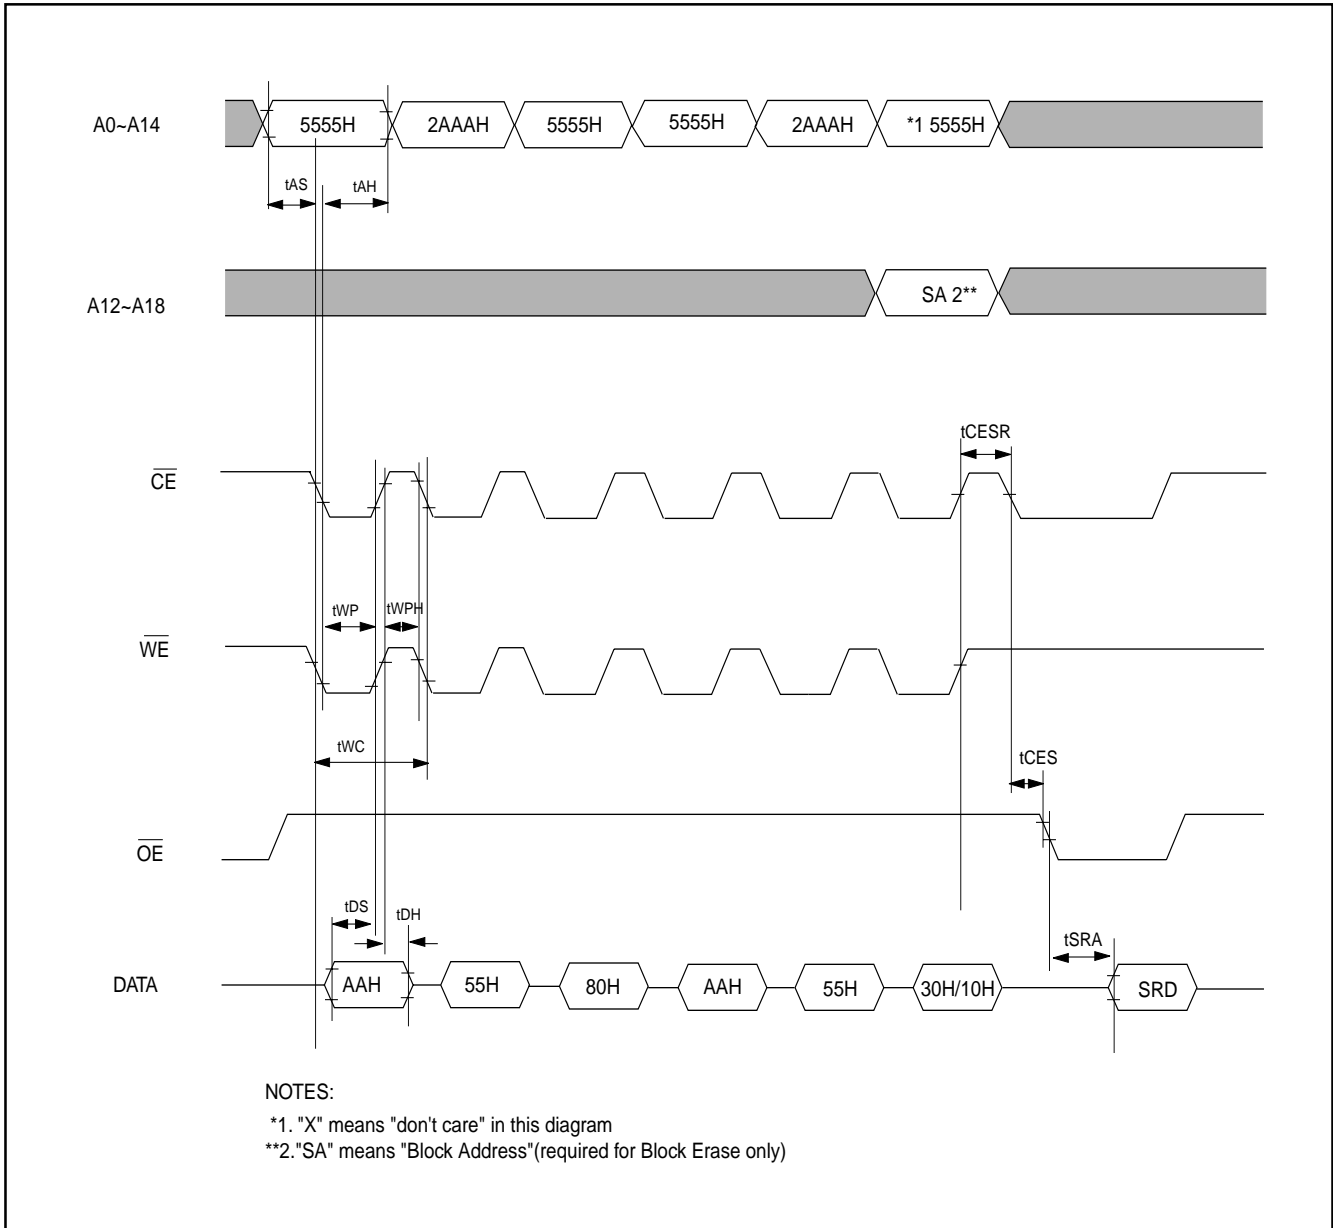 A0~A14 5555H 2AAAH 5555H 5555H 2AAAH *1 5555H
tAS tAH
A12~A18 SA 2**
tCESR
CE
tWP tWPH
WE
tWC
tCES
OE
tDS tDH
tSRA
DATA AAH 55H 80H AAH 55H 30H/10H SRD
NOTES:
*1. "X" means "don't care" in this diagram
**2."SA" means "Block Address"(required for Block Erase only)